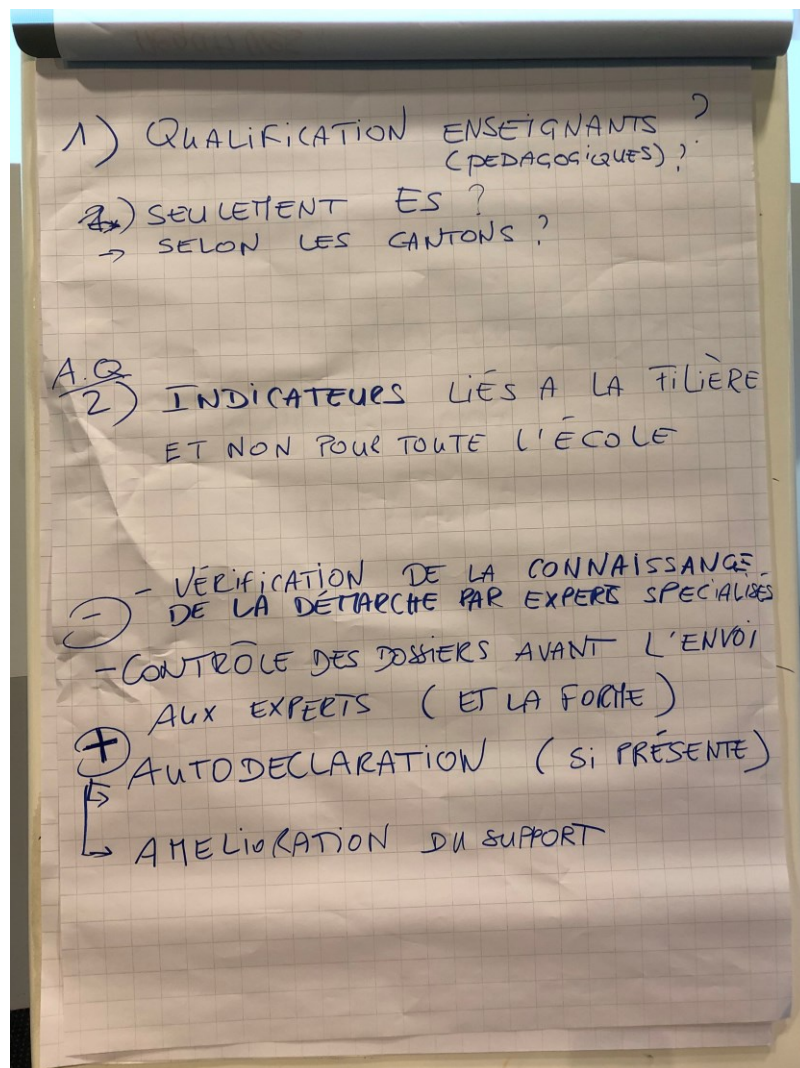 1) QUALIFICATION ENSEIGNANTS ?
(PEDAGOGIQUES) ?
SEULEMENT ES ?
→ SELON LES CANTONS ?
A.Q
2) INDICATEURS LIÉS A LA FILIÈRE
ET NON POUR TOUTE L'ÉCOLE
- VÉRIFICATION DE LA CONNAISSANCE
- DE LA DÉMARCHE PAR EXPERTS SPECIALISÉS
- CONTRÔLE DES DOSSIERS AVANT L'ENVOI
AUX EXPERTS (ET LA FORME)
+ AUTODECLARATION (Si PRÉSENTE)
↳ AMELIORATION DU SUPPORT